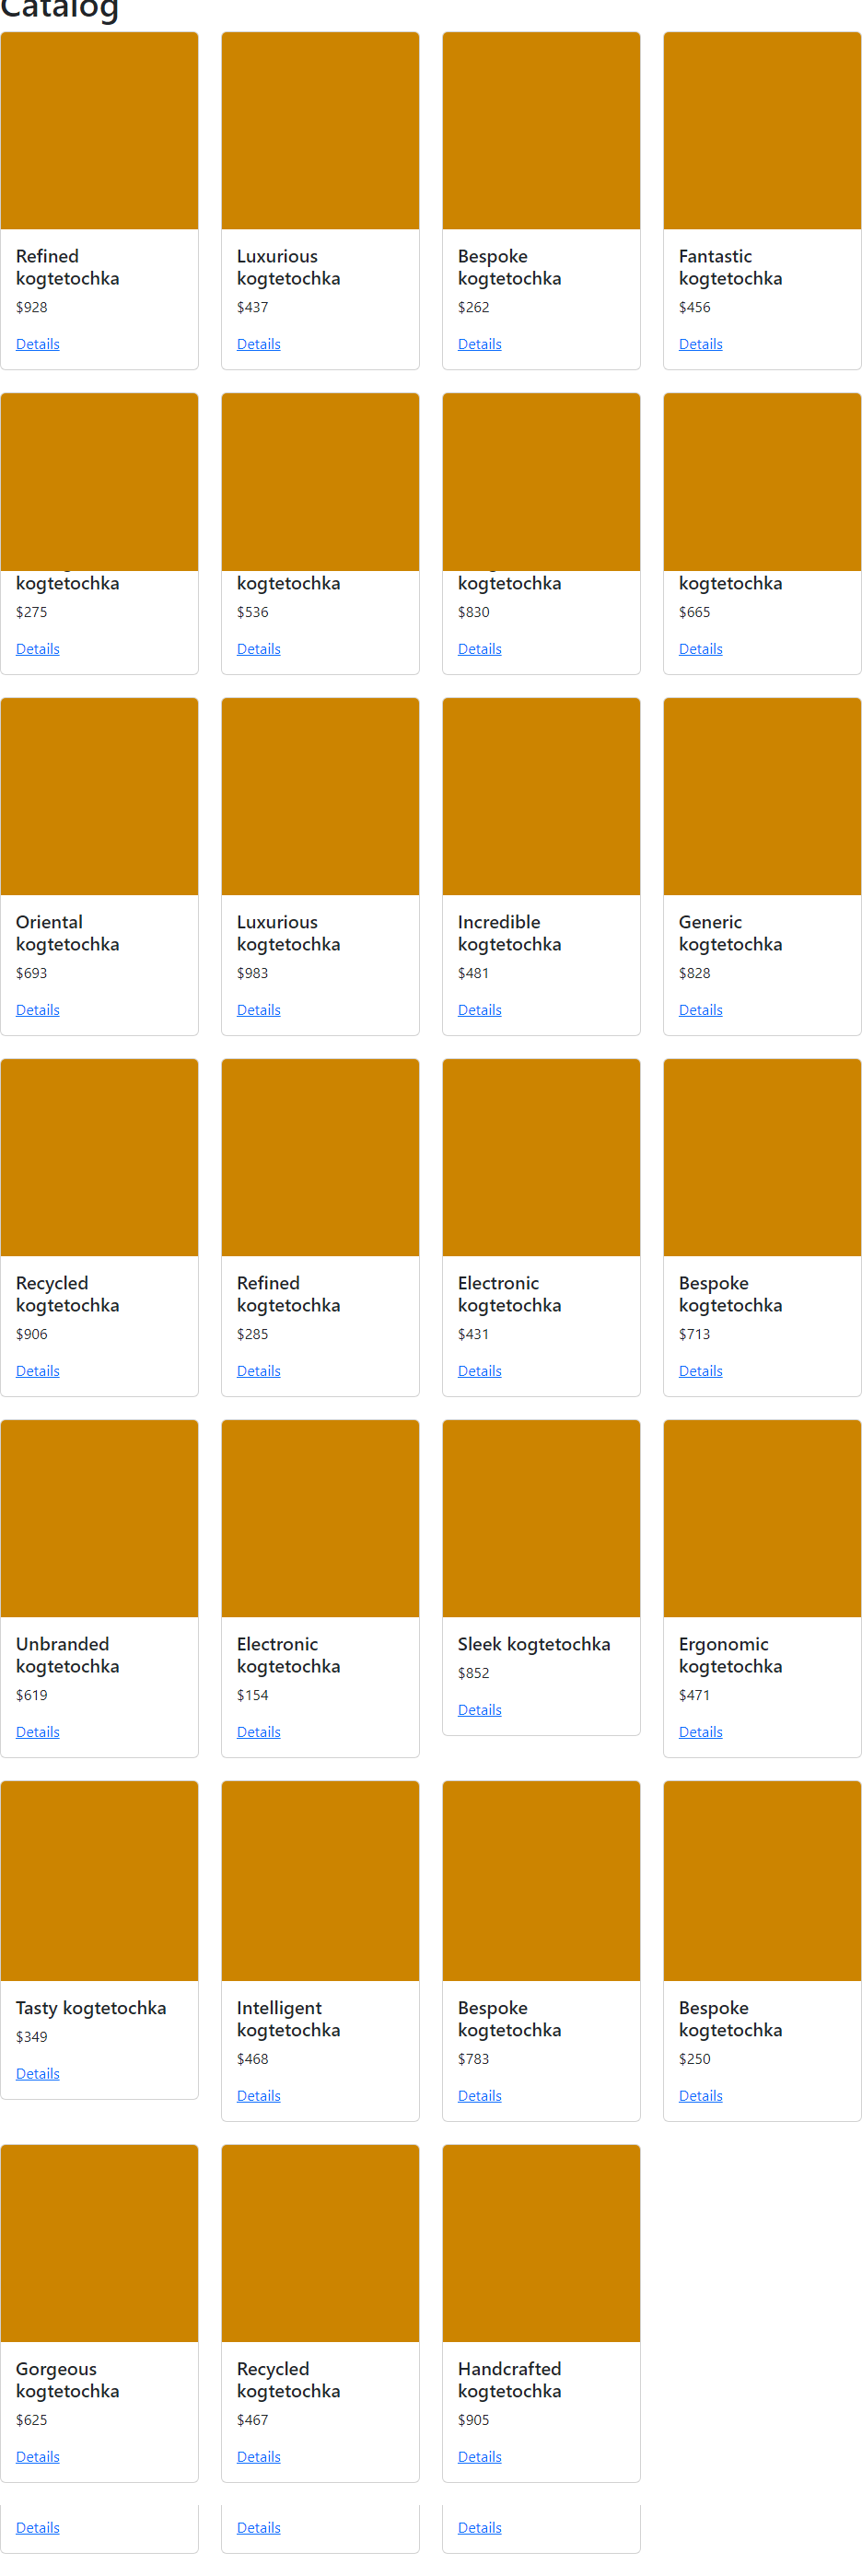 Catalog
Refined
kogtetochka
$928
Details
Luxurious
kogtetochka
$437
Details
Bespoke
kogtetochka
$262
Details
Fantastic
kogtetochka
$456
Details
kogtetochka
$275
Details
kogtetochka
$536
Details
kogtetochka
$830
Details
kogtetochka
$665
Details
Oriental
kogtetochka
$693
Details
Luxurious
kogtetochka
$983
Details
Incredible
kogtetochka
$481
Details
Generic
kogtetochka
$828
Details
Recycled
kogtetochka
$906
Details
Refined
kogtetochka
$285
Details
Electronic
kogtetochka
$431
Details
Bespoke
kogtetochka
$713
Details
Unbranded
kogtetochka
$619
Details
Electronic
kogtetochka
$154
Details
Sleek kogtetochka
$852
Details
Ergonomic
kogtetochka
$471
Details
Tasty kogtetochka
$349
Details
Intelligent
kogtetochka
$468
Details
Bespoke
kogtetochka
$783
Details
Bespoke
kogtetochka
$250
Details
Gorgeous
kogtetochka
$625
Details
Recycled
kogtetochka
$467
Details
Handcrafted
kogtetochka
$905
Details
Details
Details
Details